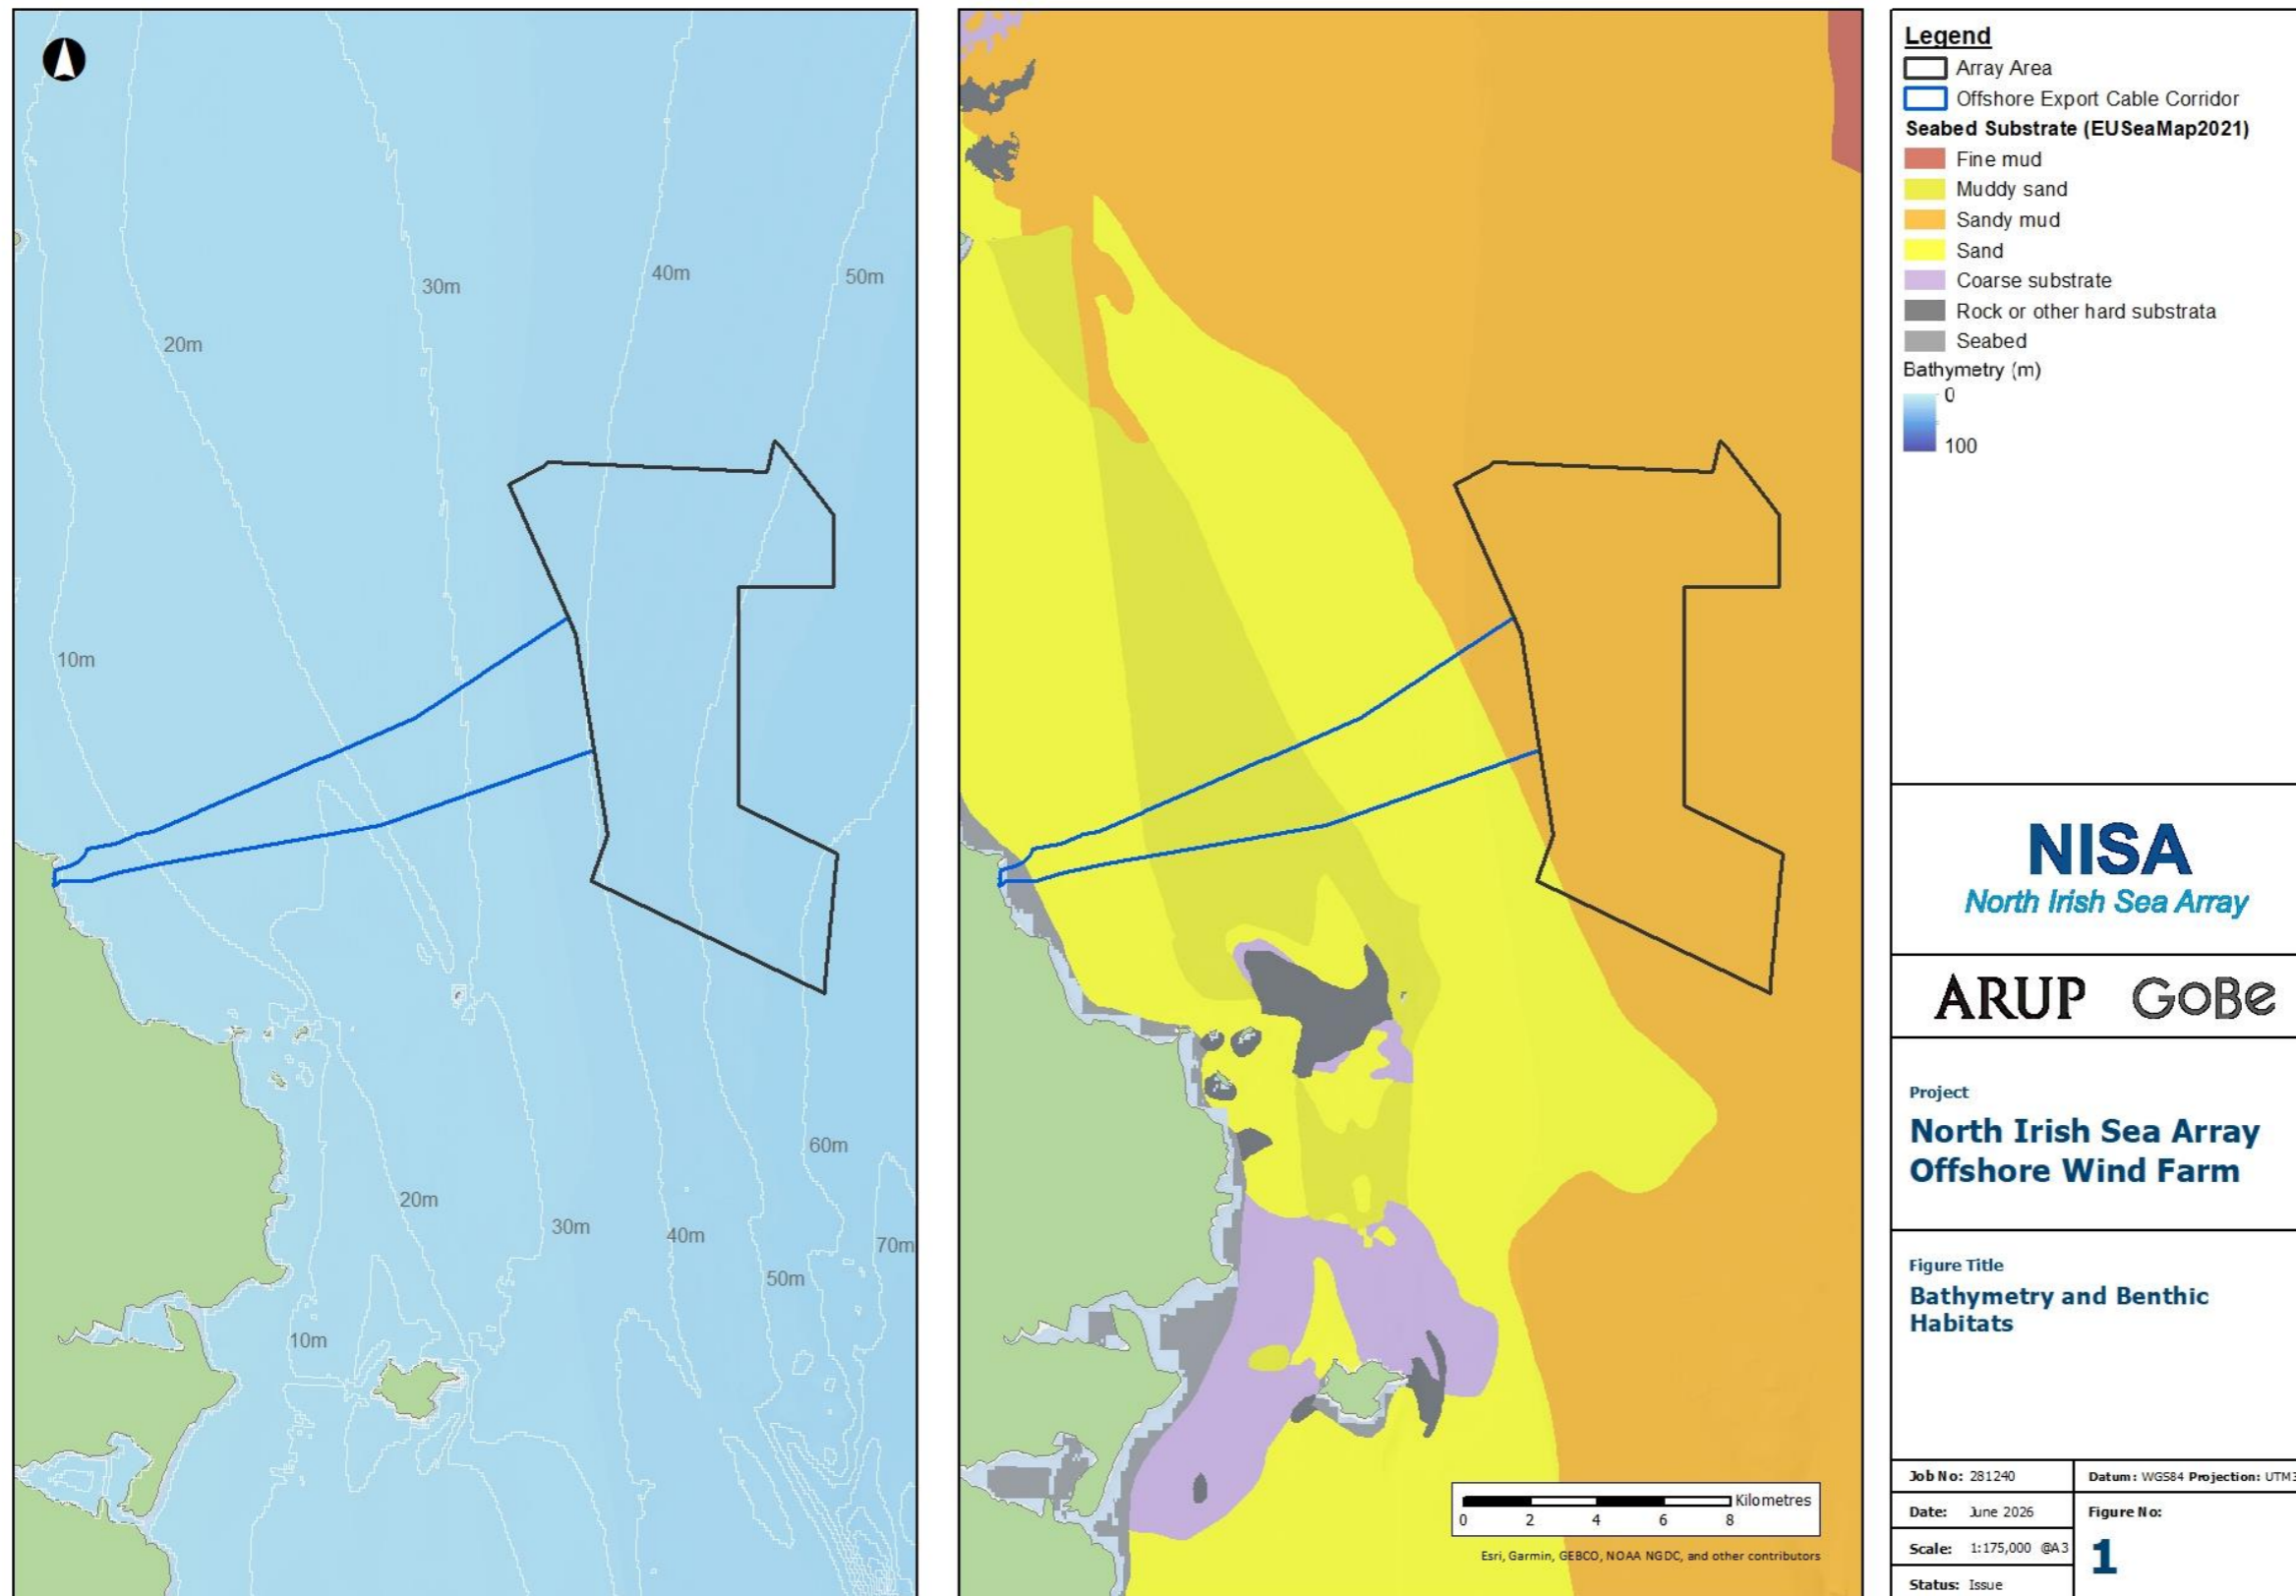 30m
40m
50m
20m
10m
60m
20m
30m
40m
70m
50m
10m
0 2 4 6 8 Kilometres
Esri, Garmin, GEBCO, NOAA NGDC, and other contributors
Legend
Array Area
Offshore Export Cable Corridor
Seabed Substrate (EUSeaMap2021)
Fine mud
Muddy sand
Sandy mud
Sand
Coarse substrate
Rock or other hard substrata
Seabed
Bathymetry (m)
0
100
NISA
North Irish Sea Array
ARUP GoBe
Project
North Irish Sea Array
Offshore Wind Farm
Figure Title
Bathymetry and Benthic
Habitats
Job No: 281240
Datum: WGS84 Projection:
Date: June 2026
Figure No:
Scale: 1:175,000 @A3
1
Status: Issue